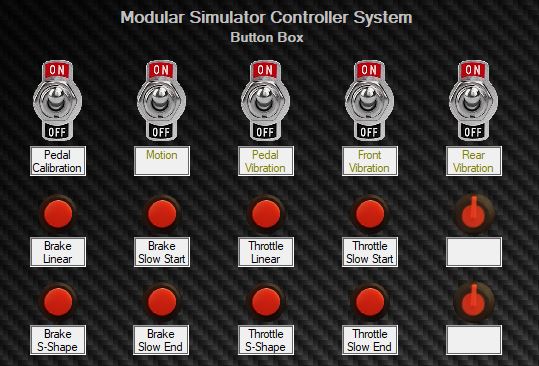 Modular Simulator Controller System
Button Box
ON ON ON ON ON
OFF OFF OFF OFF OFF
Pedal
Calibration
Motion
Pedal
Vibration
Front
Vibration
Rear
Vibration
Brake
Linear
Brake
Slow Start
Throttle
Linear
Throttle
Slow Start
Brake
S-Shape
Brake
Slow End
Throttle
S-Shape
Throttle
Slow End